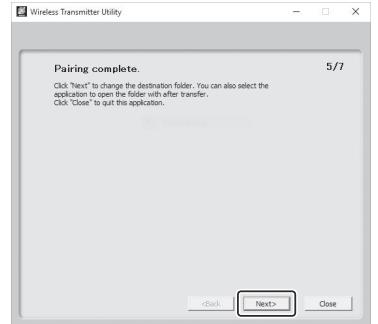 Wireless Transmitter Utility
Pairing complete.
5/7
Click "Next" to change the destination folder. You can also select the
application to open the folder with after transfer.
Click "Close" to quit this application.
<Back
Next>
Close